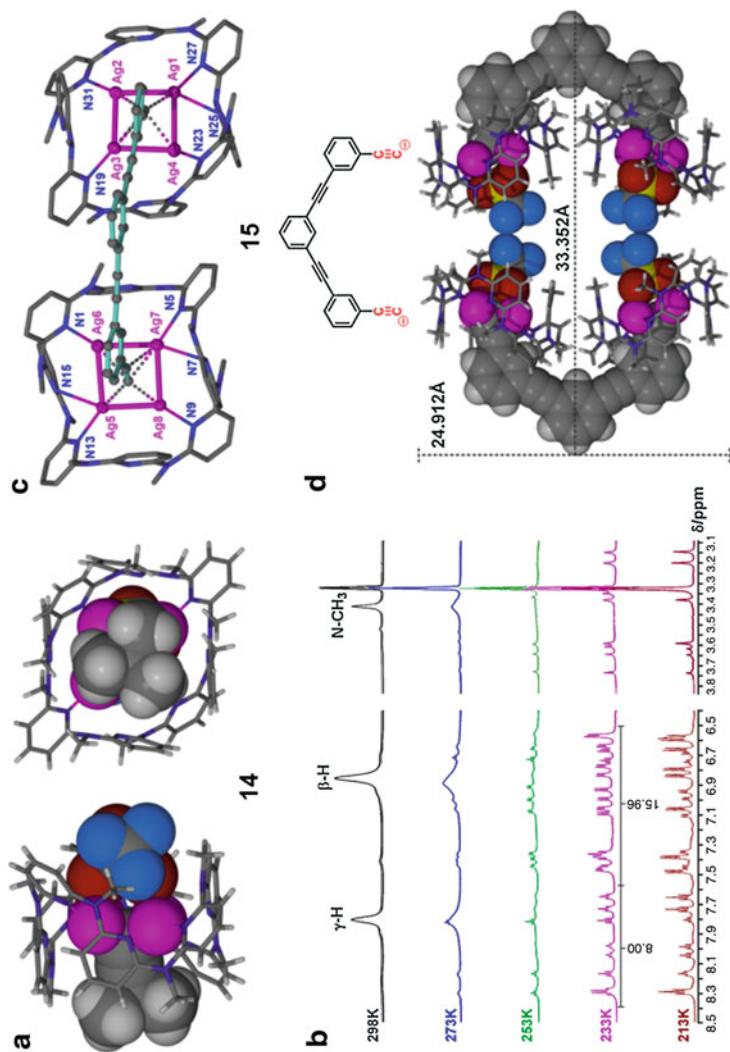 a
14
b
298K
273K
253K
233K
213K
γ-H
β-H
N-CH3
8.00
15.96
8.5 8.3 8.1 7.9 7.7 7.5 7.3 7.1 6.9 6.7 6.5
3.8 3.7 3.6 3.5 3.4 3.3 3.2 3.1
δ/ppm
c
N1
N5
N15
N13
N7
N9
Ag6
Ag7
Ag5
Ag8
N31
N27
N19
N25
N23
Ag2
Ag1
Ag3
Ag4
15
C≡C
⊖
C≡C
⊖
d
24.912Å
33.352Å